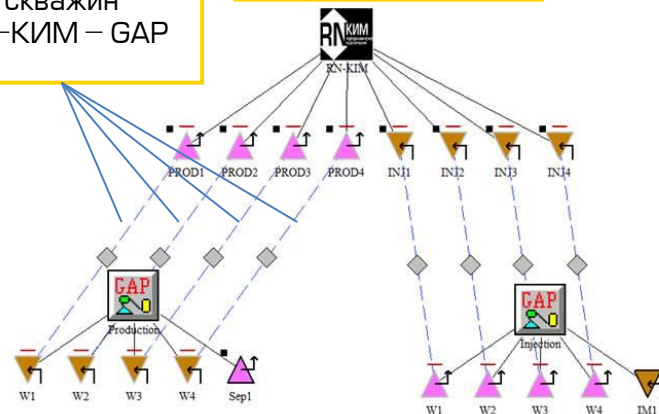 скважин
-КИМ – GAP
RN КИМ
RN-KIM
PROD1 PROD2 PROD3 PROD4 INJ1 INJ2 INJ3 INJ4
GAP
Production
GAP
Injection
W1 W2 W3 W4 Sep1
W1 W2 W3 W4 IM1